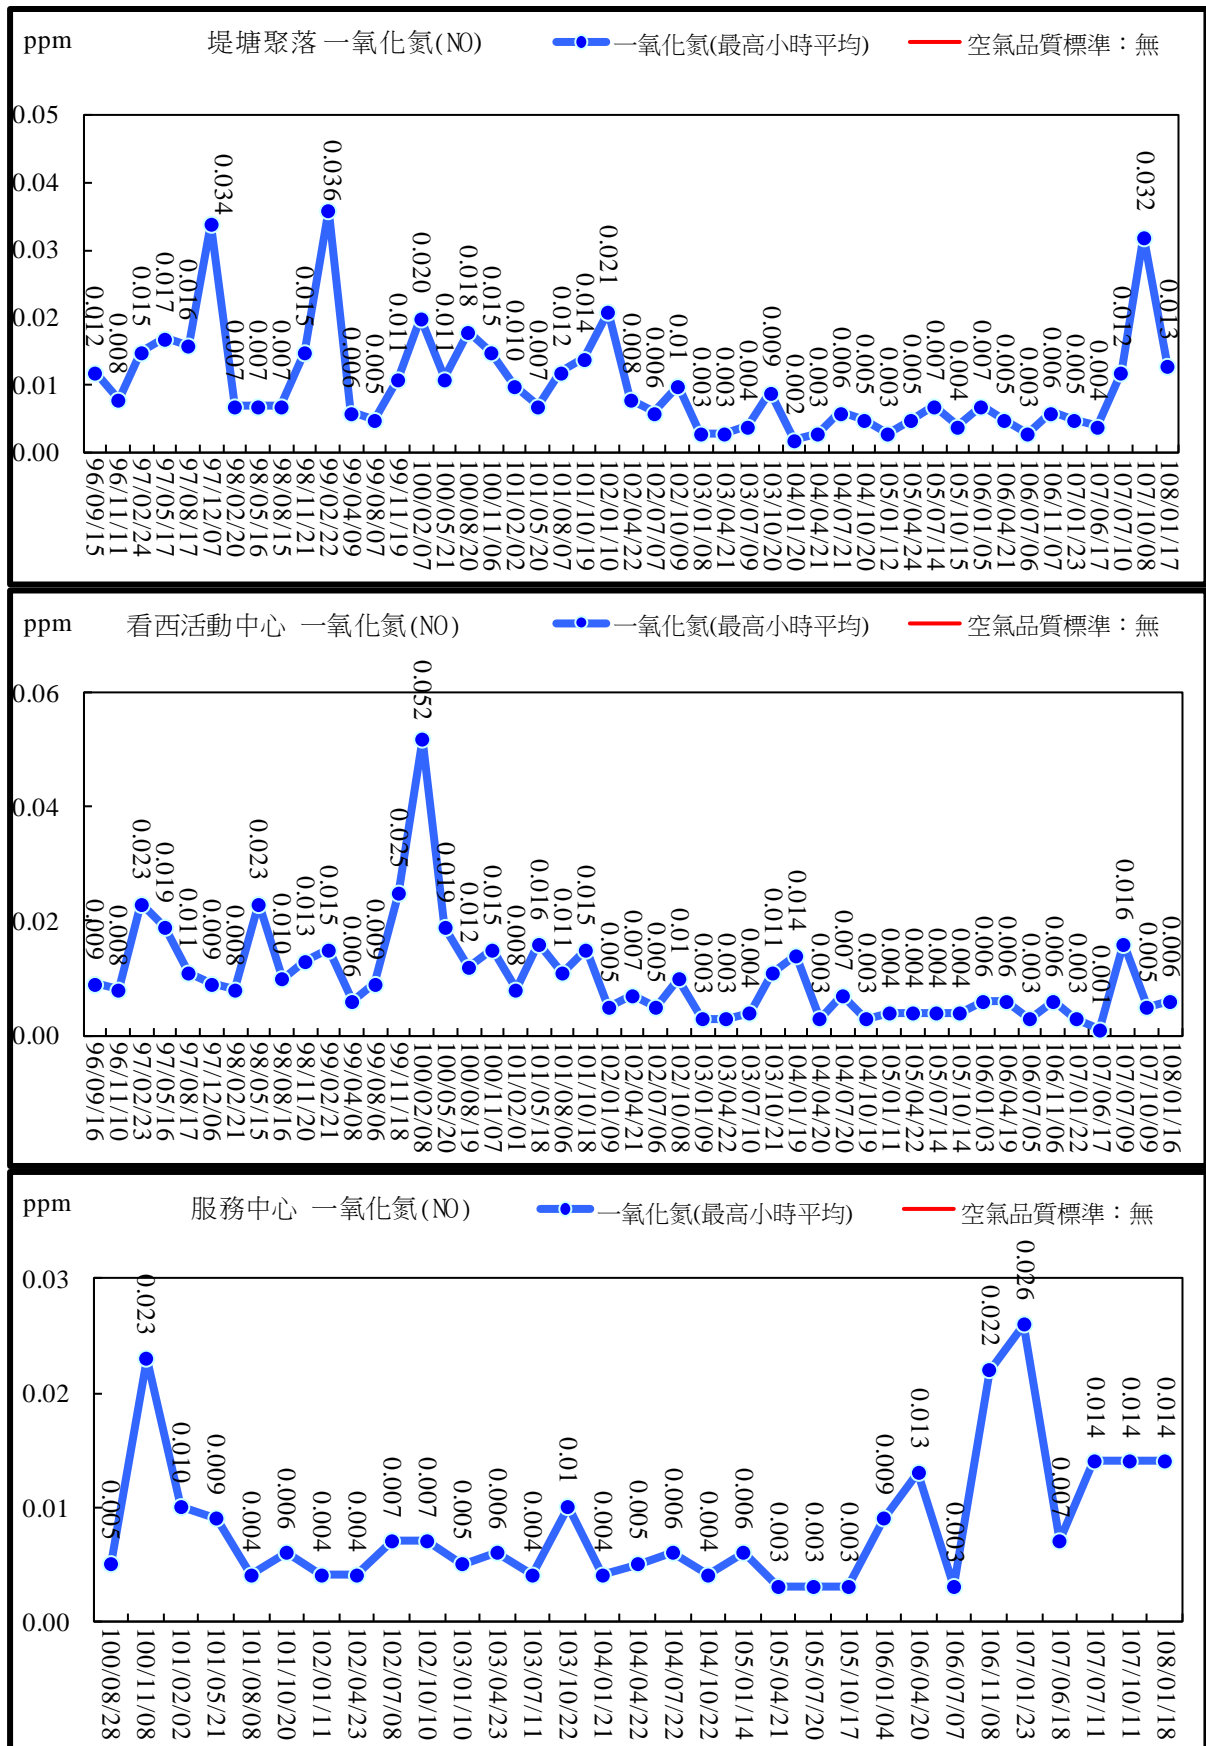 ppm 堤塘聚落 一氧化氮(NO) 一氧化氮(最高小時平均) 空氣品質標準：無
0.05
0.04
0.03
0.02
0.01
0.00
0.012 0.008 0.015 0.017 0.016 0.034 0.007 0.007 0.007 0.015 0.036 0.006 0.005 0.011 0.020 0.011 0.018 0.015 0.010 0.007 0.012 0.014 0.021 0.008 0.006 0.01 0.003 0.003 0.004 0.009 0.002 0.003 0.006 0.005 0.003 0.005 0.007 0.004 0.007 0.005 0.003 0.006 0.005 0.004 0.012 0.032 0.013
96/09/15 96/11/11 97/02/24 97/05/17 97/08/17 97/12/07 98/02/20 98/05/16 98/08/15 98/11/21 99/02/22 99/04/09 99/08/07 99/11/19 100/02/07 100/05/21 100/08/20 100/11/06 101/02/02 101/05/20 101/08/07 101/10/19 102/01/10 102/04/22 102/07/07 102/10/09 103/01/08 103/04/21 103/07/09 103/10/20 104/01/20 104/04/21 104/07/21 104/10/20 105/01/12 105/04/24 105/07/14 105/10/15 106/01/05 106/04/21 106/07/06 106/11/07 107/01/23 107/06/17 107/07/10 107/10/08 108/01/17
ppm 看西活動中心 一氧化氮(NO) 一氧化氮(最高小時平均) 空氣品質標準：無
0.06
0.04
0.02
0.00
0.009 0.008 0.023 0.019 0.011 0.009 0.008 0.023 0.010 0.013 0.015 0.006 0.009 0.025 0.052 0.019 0.012 0.015 0.008 0.016 0.011 0.015 0.005 0.007 0.005 0.01 0.003 0.003 0.004 0.011 0.014 0.003 0.007 0.003 0.004 0.004 0.004 0.004 0.006 0.006 0.003 0.006 0.003 0.001 0.016 0.005 0.006
96/09/16 96/11/10 97/02/23 97/05/16 97/08/17 97/12/06 98/02/21 98/05/15 98/08/16 98/11/20 99/02/21 99/04/08 99/08/06 99/11/18 100/02/08 100/05/20 100/08/19 100/11/07 101/02/01 101/05/18 101/08/06 101/10/18 102/01/09 102/04/21 102/07/06 102/10/08 103/01/09 103/04/22 103/07/10 103/10/21 104/01/19 104/04/20 104/07/20 104/10/19 105/01/11 105/04/22 105/07/14 105/10/14 106/01/03 106/04/19 106/07/05 106/11/06 107/01/22 107/06/17 107/07/09 107/10/09 108/01/16
ppm 服務中心 一氧化氮(NO) 一氧化氮(最高小時平均) 空氣品質標準：無
0.03
0.02
0.01
0.00
0.005 0.023 0.010 0.009 0.004 0.006 0.004 0.004 0.007 0.007 0.005 0.006 0.004 0.01 0.004 0.005 0.006 0.004 0.006 0.003 0.003 0.003 0.009 0.013 0.003 0.022 0.026 0.007 0.014 0.014 0.014
100/08/28 100/11/08 101/02/02 101/05/21 101/08/08 101/10/20 102/01/11 102/04/23 102/07/08 102/10/10 103/01/10 103/04/23 103/07/11 103/10/22 104/01/21 104/04/22 104/07/22 104/10/22 105/01/14 105/04/21 105/07/20 105/10/17 106/01/04 106/04/20 106/07/07 106/11/08 107/01/23 107/06/18 107/07/11 107/10/11 108/01/18